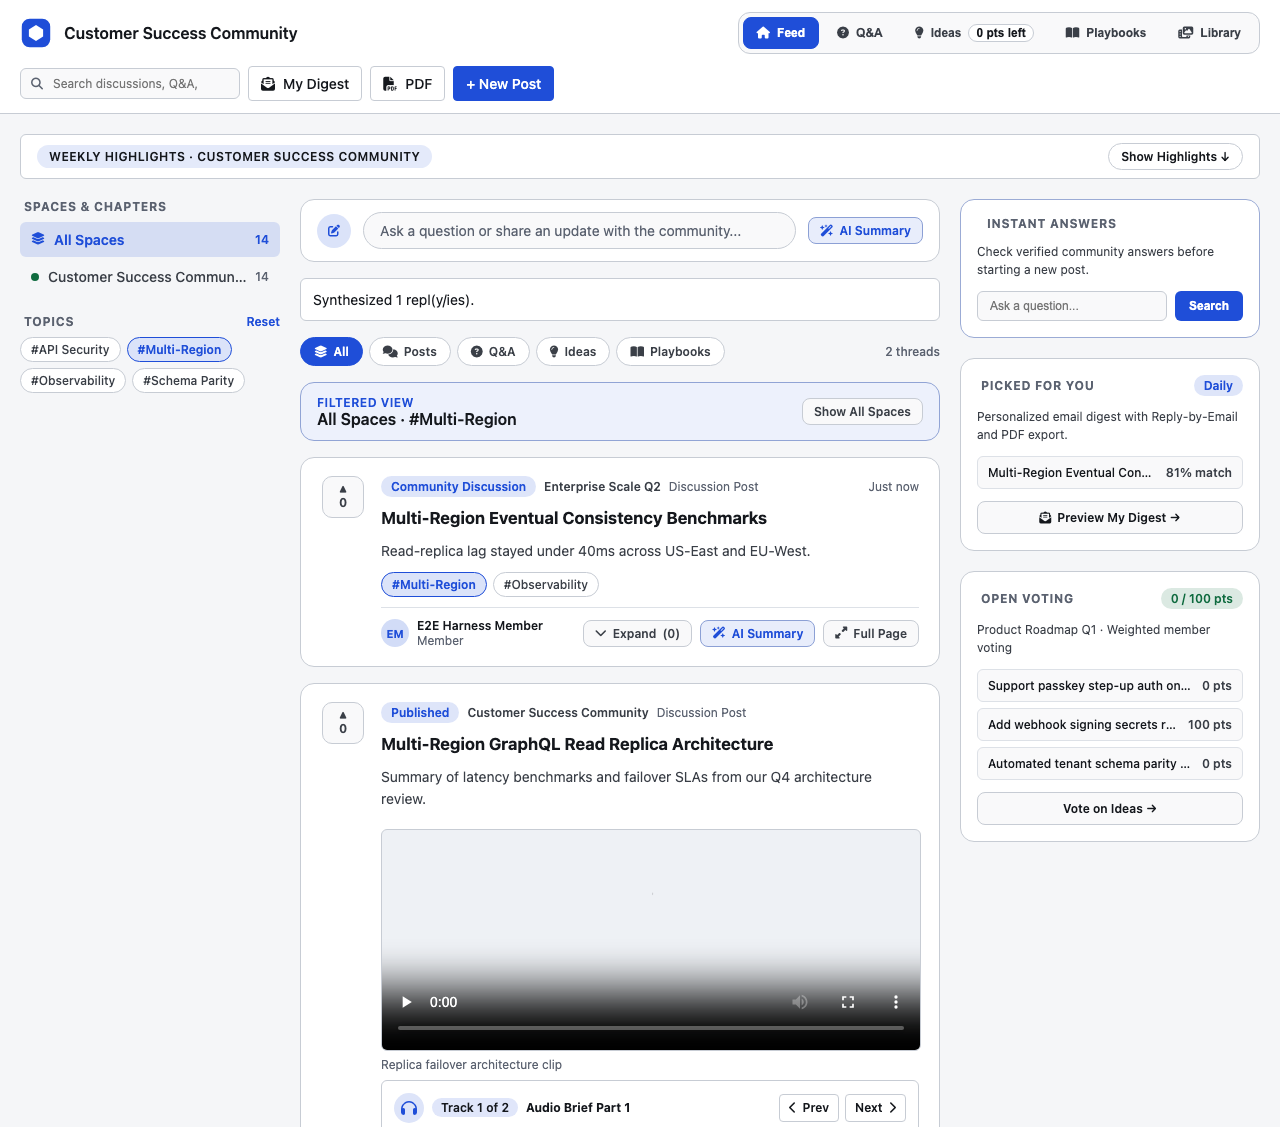 Customer Success Community
Feed
Q&A
Ideas 0 pts left
Playbooks
Library
Search discussions, Q&A,
My Digest
PDF
+ New Post
WEEKLY HIGHLIGHTS · CUSTOMER SUCCESS COMMUNITY
Show Highlights ↓
SPACES & CHAPTERS
All Spaces 14
Customer Success Commun... 14
TOPICS Reset
#API Security #Multi-Region
#Observability #Schema Parity
Ask a question or share an update with the community...
AI Summary
Synthesized 1 repl(y/ies).
All Posts Q&A Ideas Playbooks 2 threads
FILTERED VIEW
All Spaces · #Multi-Region
Show All Spaces
▲
0
Community Discussion Enterprise Scale Q2 Discussion Post Just now
Multi-Region Eventual Consistency Benchmarks
Read-replica lag stayed under 40ms across US-East and EU-West.
#Multi-Region #Observability
EM
E2E Harness Member
Member
Expand (0) AI Summary Full Page
▲
0
Published Customer Success Community Discussion Post
Multi-Region GraphQL Read Replica Architecture
Summary of latency benchmarks and failover SLAs from our Q4 architecture
review.
0:00
Replica failover architecture clip
Track 1 of 2 Audio Brief Part 1 Prev Next
INSTANT ANSWERS
Check verified community answers before
starting a new post.
Ask a question... Search
PICKED FOR YOU Daily
Personalized email digest with Reply-by-Email
and PDF export.
Multi-Region Eventual Con... 81% match
Preview My Digest →
OPEN VOTING 0 / 100 pts
Product Roadmap Q1 · Weighted member
voting
Support passkey step-up auth on... 0 pts
Add webhook signing secrets r... 100 pts
Automated tenant schema parity ... 0 pts
Vote on Ideas →